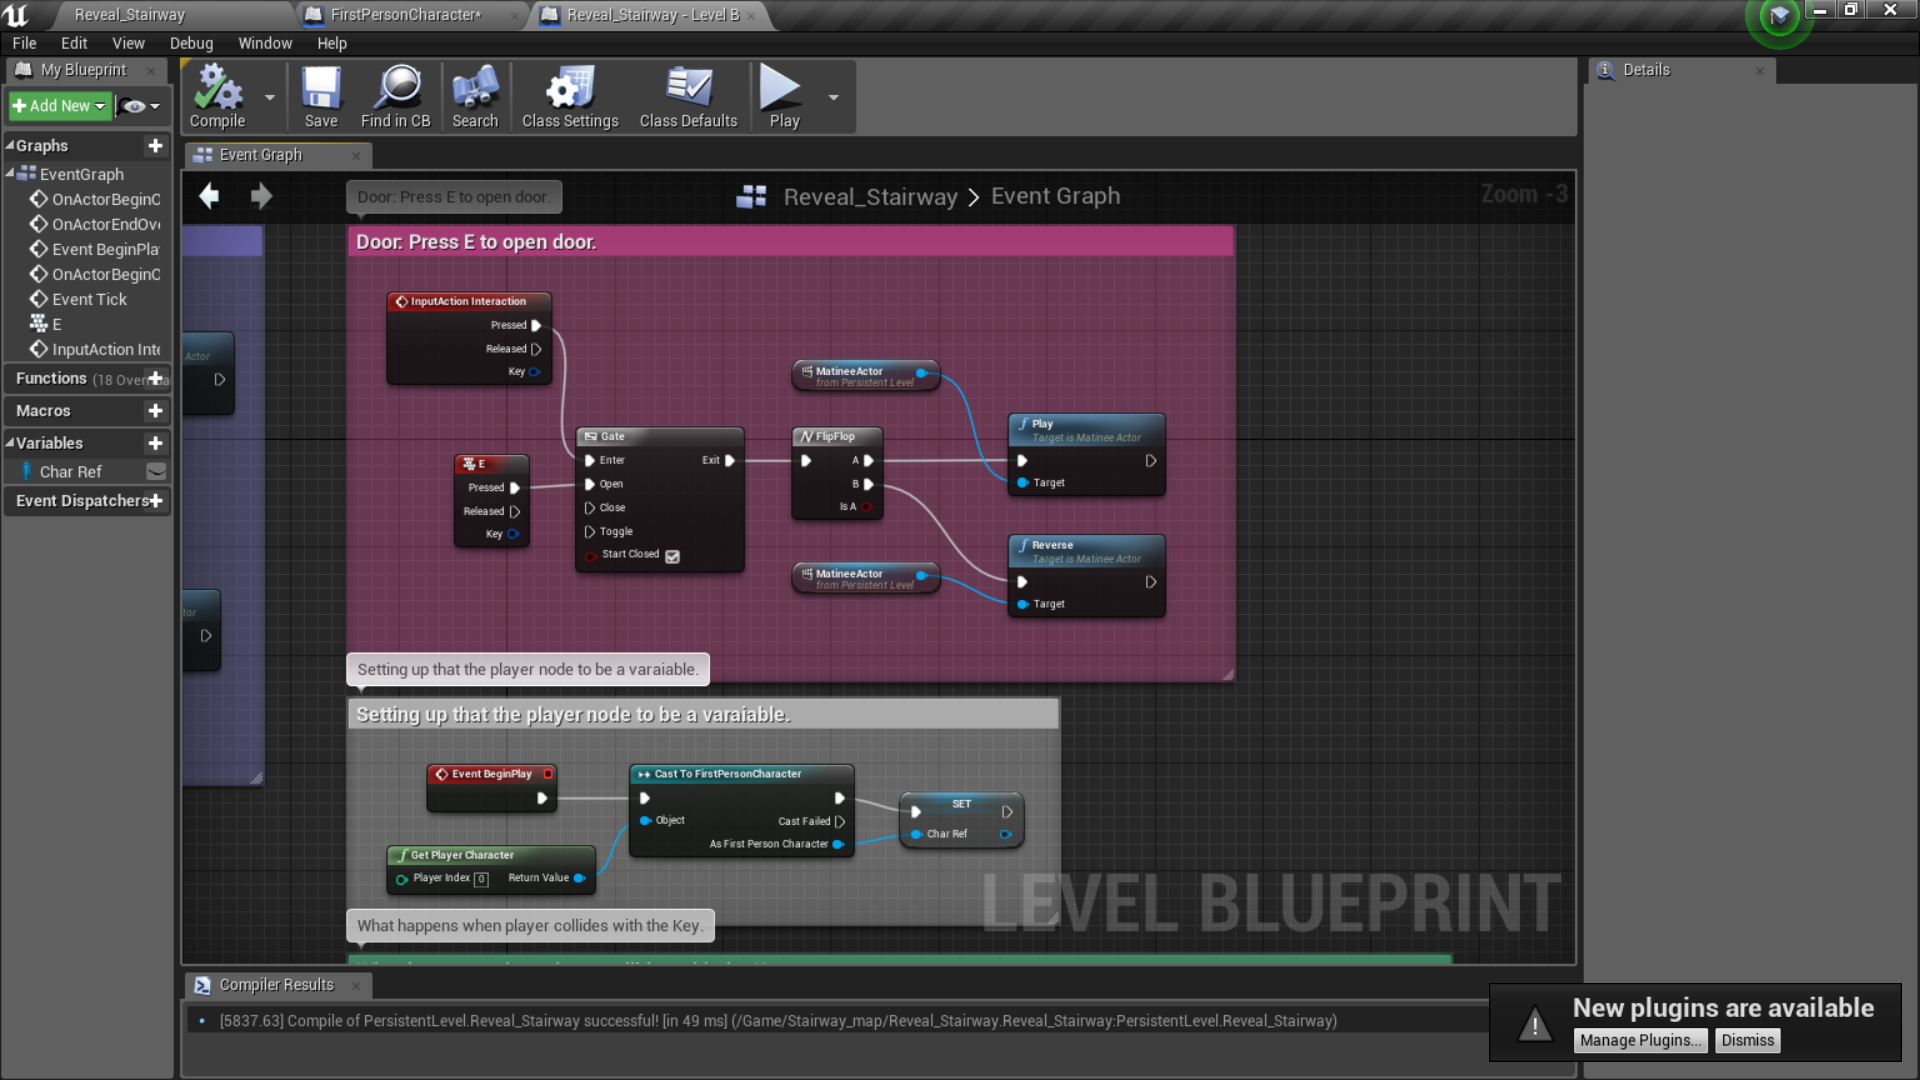 Reveal_Stairway
FirstPersonCharacter*
Reveal_Stairway - Level B
File Edit View Debug Window Help
My Blueprint
Add New
Graphs
EventGraph
OnActorBeginO
OnActorEndOve
Event BeginPla
OnActorBeginO
Event Tick
E
InputAction Inte
Functions (18 Overrida
Macros
Variables
Char Ref
Event Dispatchers
Compile
Save
Find in CB
Search
Class Settings
Class Defaults
Play
Details
Event Graph
Door: Press E to open door.
Reveal_Stairway > Event Graph
Zoom -3
Door: Press E to open door.
Actor
tor
InputAction Interaction
Pressed
Released
Key
E
Pressed
Released
Key
Gate
Enter Exit
Open
Close
Toggle
Start Closed
MatineeActor
from Persistent Level
FlipFlop
A
B
Is A
MatineeActor
from Persistent Level
Play
Target is Matinee Actor
Target
Reverse
Target is Matinee Actor
Target
Setting up that the player node to be a varaiable.
Setting up that the player node to be a varaiable.
Event BeginPlay
Get Player Character
Player Index 0 Return Value
Cast To FirstPersonCharacter
Object
Cast Failed
As First Person Character
SET
Char Ref
LEVEL BLUEPRINT
What happens when player collides with the Key.
Compiler Results
[5837.63] Compile of PersistentLevel.Reveal_Stairway successful! [in 49 ms] (/Game/Stairway_map/Reveal_Stairway.Reveal_Stairway:PersistentLevel.Reveal_Stairway)
New plugins are available
Manage Plugins...
Dismiss